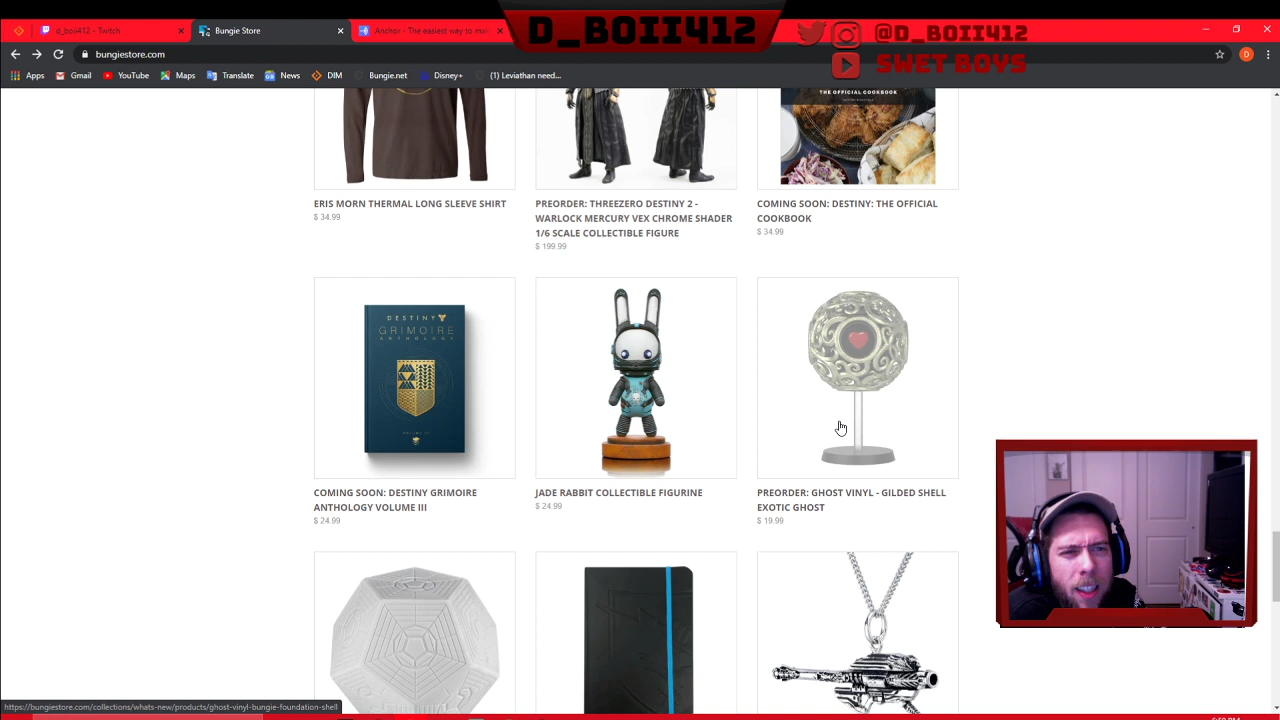 D_BOII412
@D_BOII412
SWET BOYS
d_boii412 - Twitch
Bungie Store
Anchor - The easiest way to mak
bungiestore.com
D
Apps
Gmail
YouTube
Maps
Translate
News
DIM
Bungie.net
Disney+
(1) Leviathan need...
THE OFFICIAL COOKBOOK
ERIS MORN THERMAL LONG SLEEVE SHIRT
$ 34.99
PREORDER: THREEZERO DESTINY 2 -
WARLOCK MERCURY VEX CHROME SHADER
1/6 SCALE COLLECTIBLE FIGURE
$ 199.99
COMING SOON: DESTINY: THE OFFICIAL
COOKBOOK
$ 34.99
DESTINY
GRIMOIRE
ANTHOLOGY
VOLUME III
COMING SOON: DESTINY GRIMOIRE
ANTHOLOGY VOLUME III
$ 24.99
JADE RABBIT COLLECTIBLE FIGURINE
$ 24.99
PREORDER: GHOST VINYL - GILDED SHELL
EXOTIC GHOST
$ 19.99
https://bungiestore.com/collections/whats-new/products/ghost-vinyl-bungie-foundation-shell